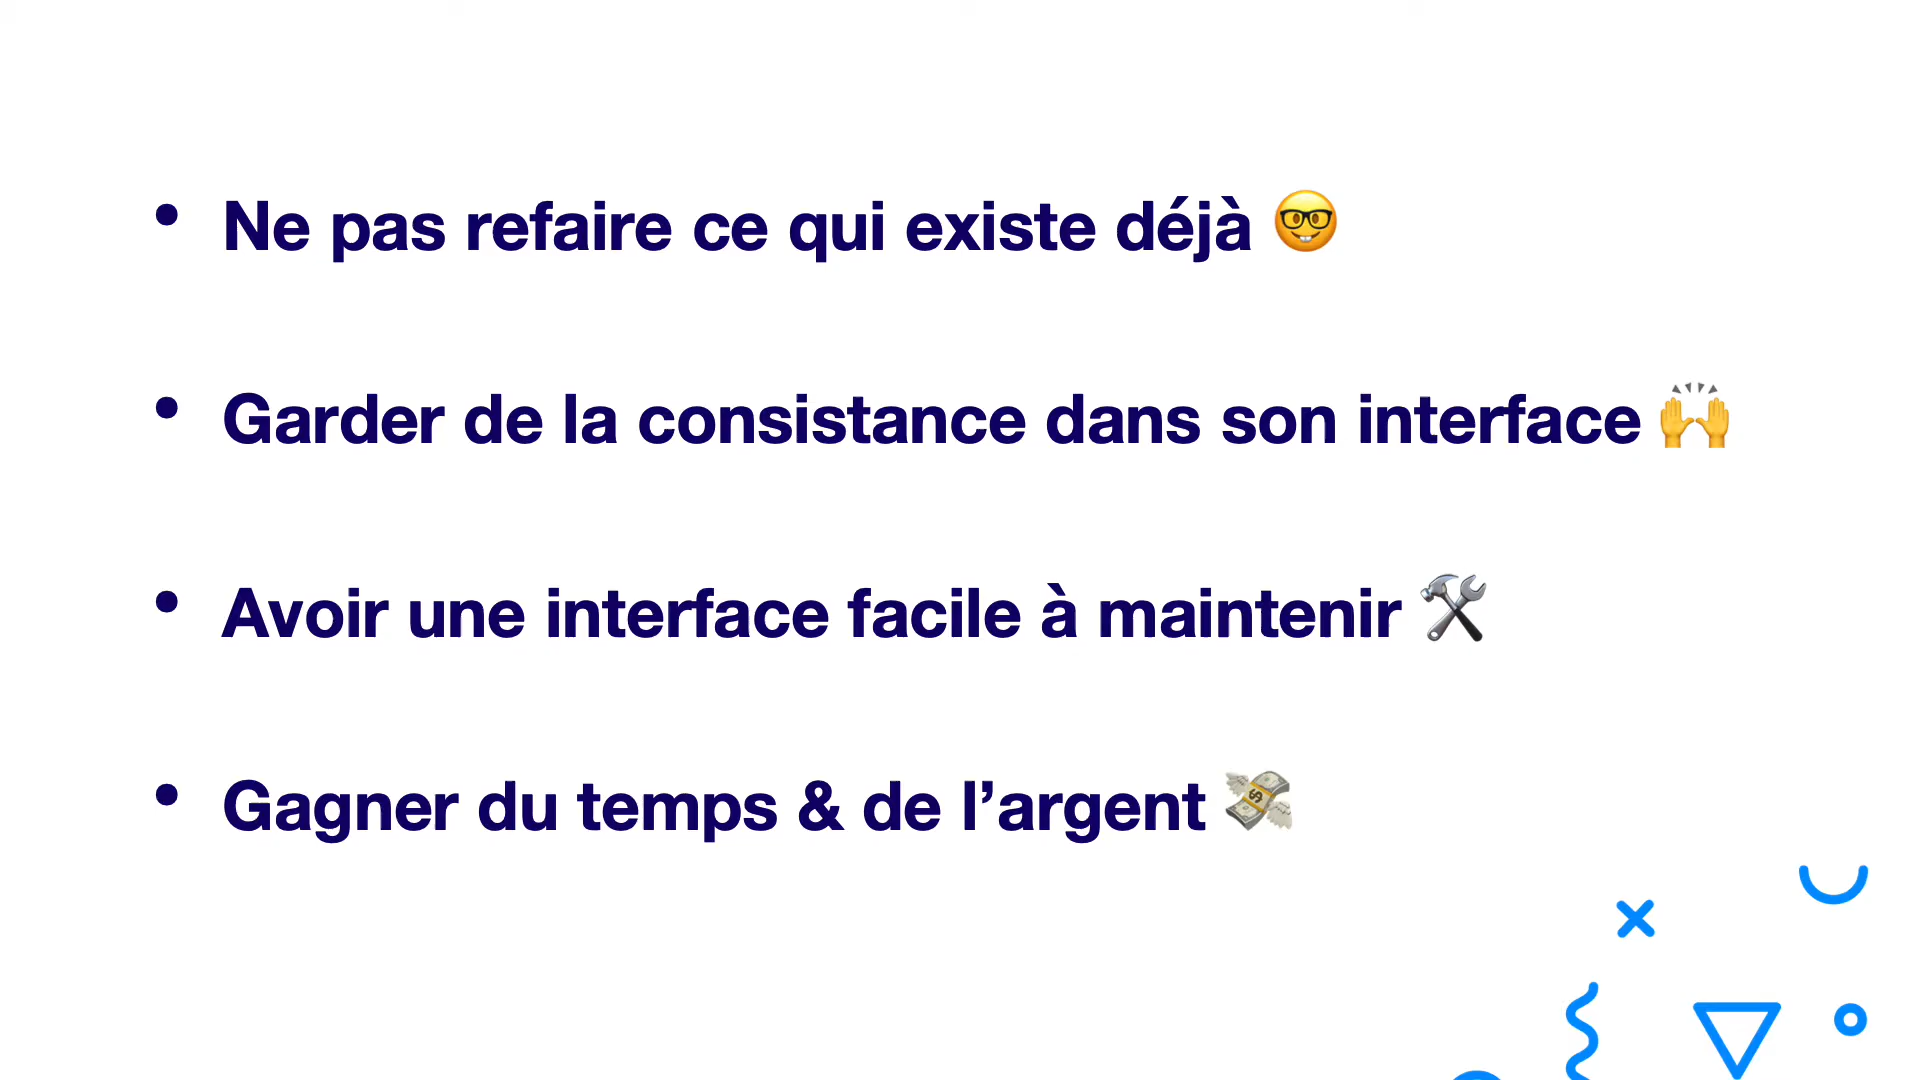 • Ne pas refaire ce qui existe déjà 🤓
• Garder de la consistance dans son interface 🙌
• Avoir une interface facile à maintenir 🛠
• Gagner du temps & de l’argent 💸